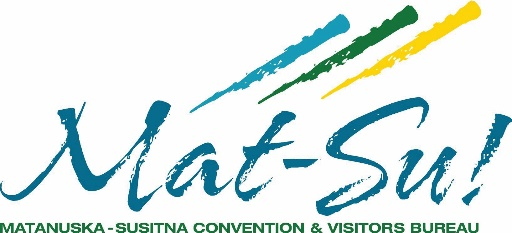 Mat-Su!
MATANUSKA-SUSITNA CONVENTION & VISITORS BUREAU